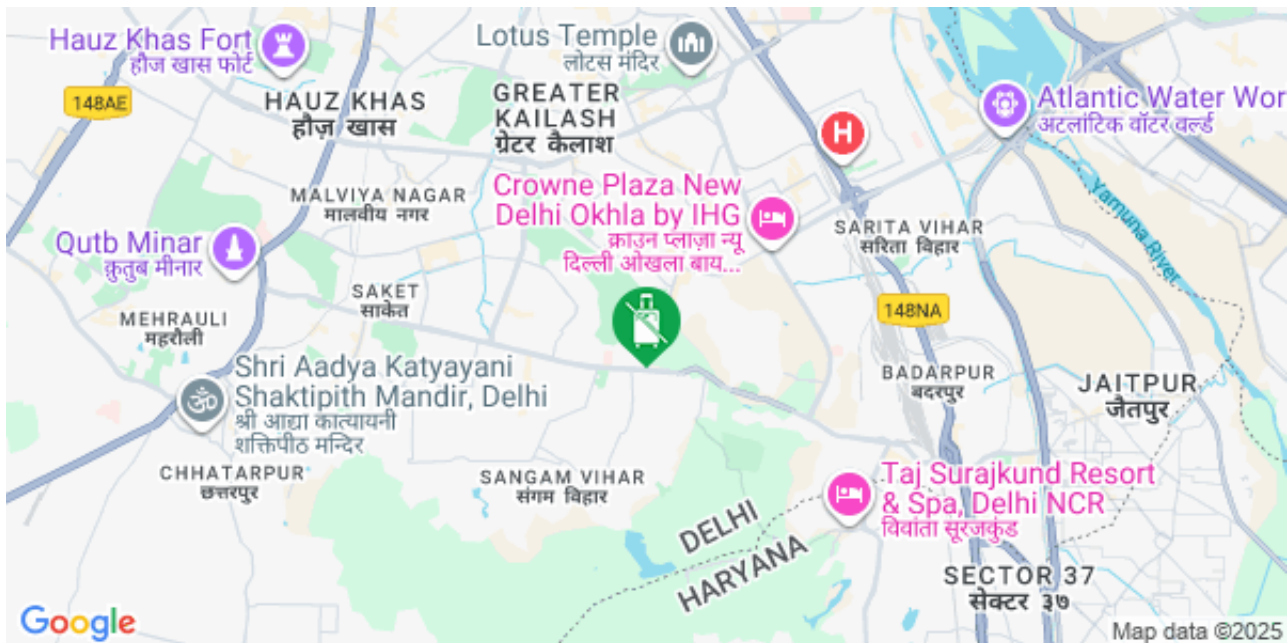 Hauz Khas Fort
हौज खास फोर्ट
Lotus Temple
लोटस मंदिर
148AE
HAUZ KHAS
हौज़ खास
GREATER
KAILASH
ग्रेटर कैलाश
Atlantic Water Wor
अटलांटिक वॉटर वर्ल्ड
H
MALVIYA NAGAR
मालवीय नगर
Crowne Plaza New
Delhi Okhla by IHG
क्राउन प्लाज़ा न्यू
दिल्ली ओखला बाय...
SARITA VIHAR
सरिता विहार
Yamuna River
Qutb Minar
क़ुतुब मीनार
SAKET
साकेत
148NA
MEHRAULI
महरौली
Shri Aadya Katyayani
Shaktipith Mandir, Delhi
श्री आद्या कात्यायनी
शक्तिपीठ मन्दिर
BADARPUR
बदरपुर
JAITPUR
जैतपुर
CHHATARPUR
छत्तरपुर
SANGAM VIHAR
संगम विहार
Taj Surajkund Resort
& Spa, Delhi NCR
विवांता सूरजकुंड
DELHI
HARYANA
SECTOR 37
सेक्टर ३७
Google
Map data ©2025